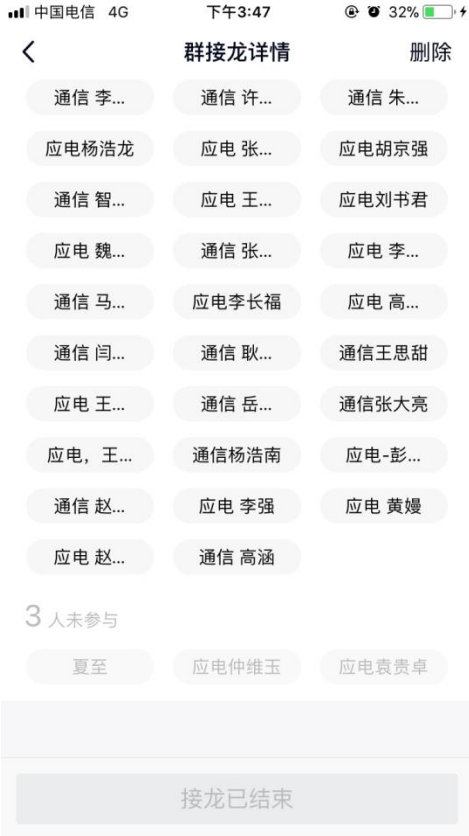 中国电信 4G 下午3:47 32%
群接龙详情 删除
通信 李... 通信 许... 通信 朱...
应电杨浩龙 应电 张... 应电胡京强
通信 智... 应电 王... 应电刘书君
应电 魏... 通信 张... 应电 李...
通信 马... 应电李长福 应电 高...
通信 闫... 通信 耿... 通信王思甜
应电 王... 通信 岳... 通信张大亮
应电，王... 通信杨浩南 应电-彭...
通信 赵... 应电 李强 应电 黄嫚
应电 赵... 通信 高涵
3 人未参与
夏至 应电仲维玉 应电袁贵卓
接龙已结束